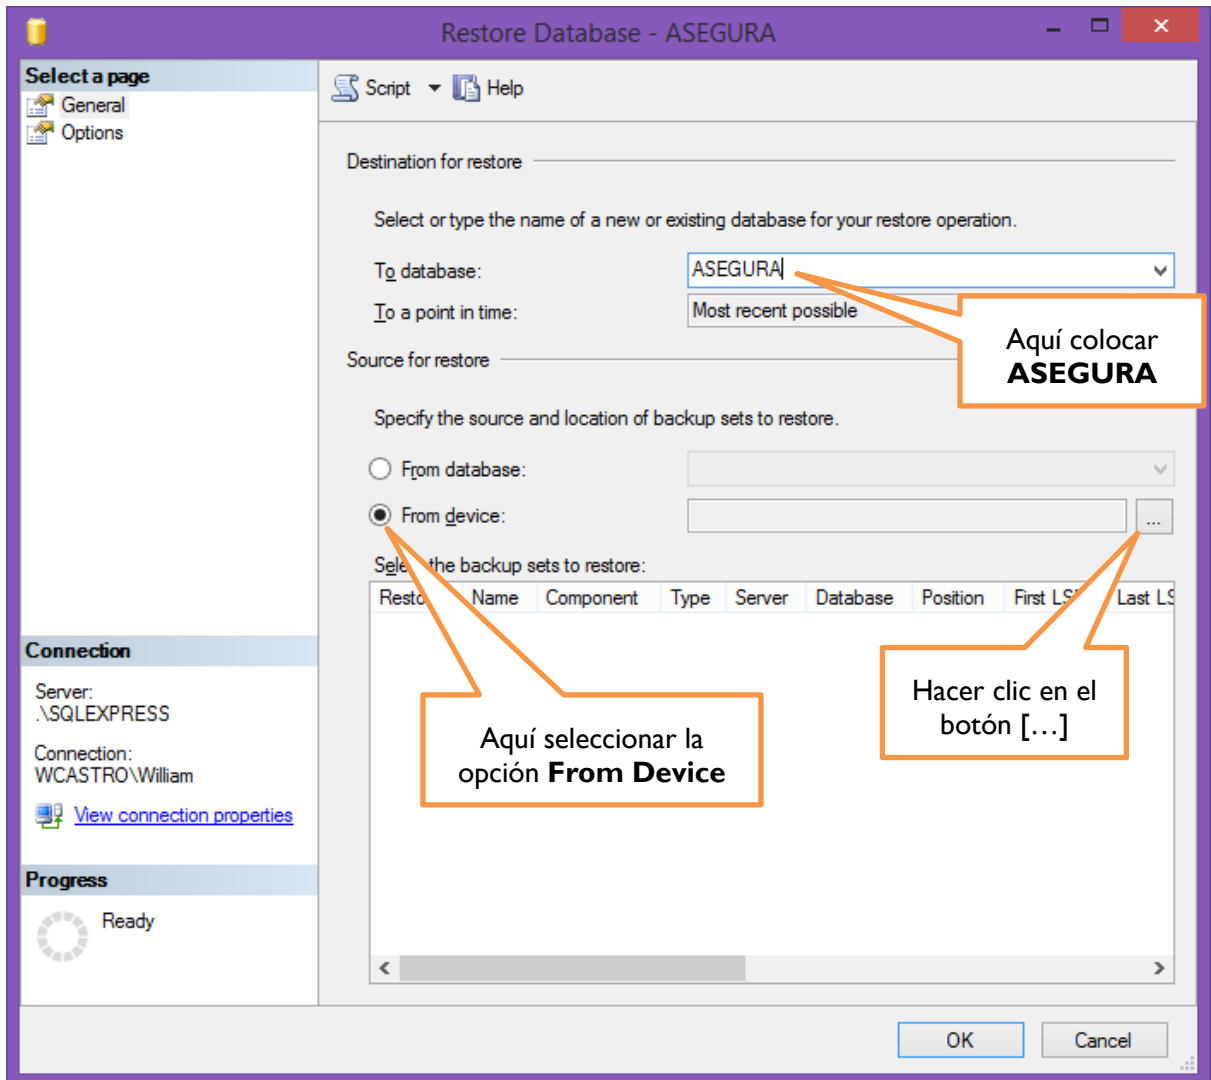 Restore Database - ASEGURA
Select a page
General
Options
Script
Help
Destination for restore
Select or type the name of a new or existing database for your restore operation.
To database:
ASEGURA
To a point in time:
Most recent possible
Aquí colocar
ASEGURA
Source for restore
Specify the source and location of backup sets to restore.
From database:
From device:
...
the backup sets to restore:
Name Component Type Server Database Position First Last LS
Hacer clic en el
botón [...]
Aquí seleccionar la
opción From Device
Connection
Server:
.\SQLEXPRESS
Connection:
WCASTRO\William
View connection properties
Progress
Ready
OK
Cancel